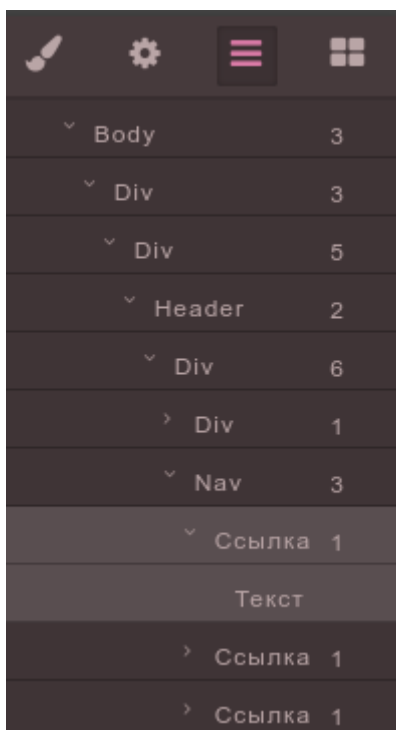 Body 3
Div 3
Div 5
Header 2
Div 6
Div 1
Nav 3
Ссылка 1
Текст
Ссылка 1
Ссылка 1